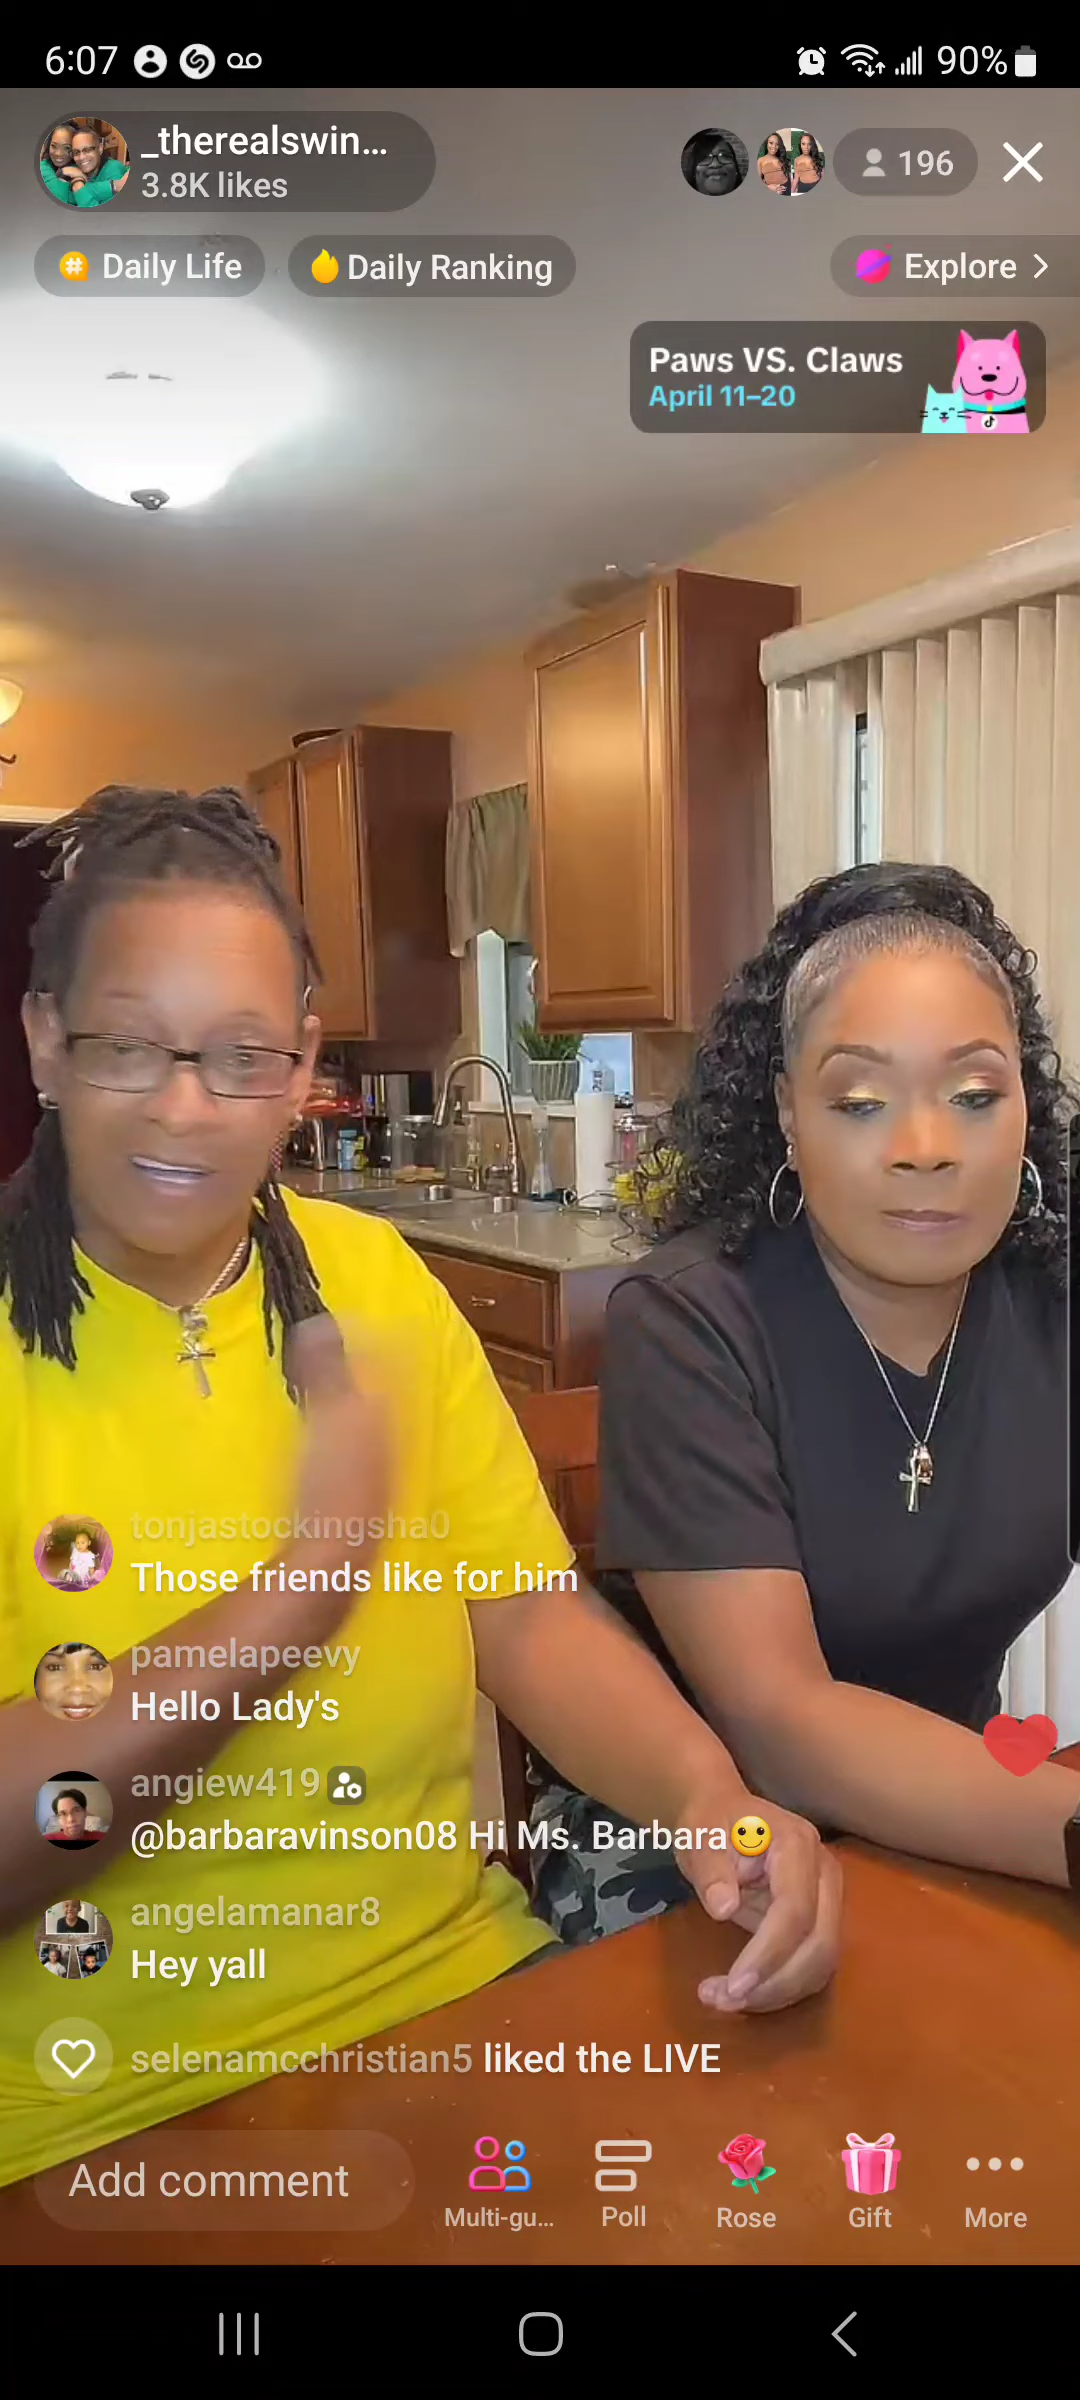 6:07
90%
_therealswin...
3.8K likes
196
Daily Life
Daily Ranking
Explore
Paws VS. Claws
April 11–20
tonjastockingsha0
Those friends like for him
pamelapeevy
Hello Lady's
angiew419
@barbaravinson08 Hi Ms. Barbara🙂
angelamanar8
Hey yall
selenamcchristian5 liked the LIVE
Add comment
Multi-gu...
Poll
Rose
Gift
More